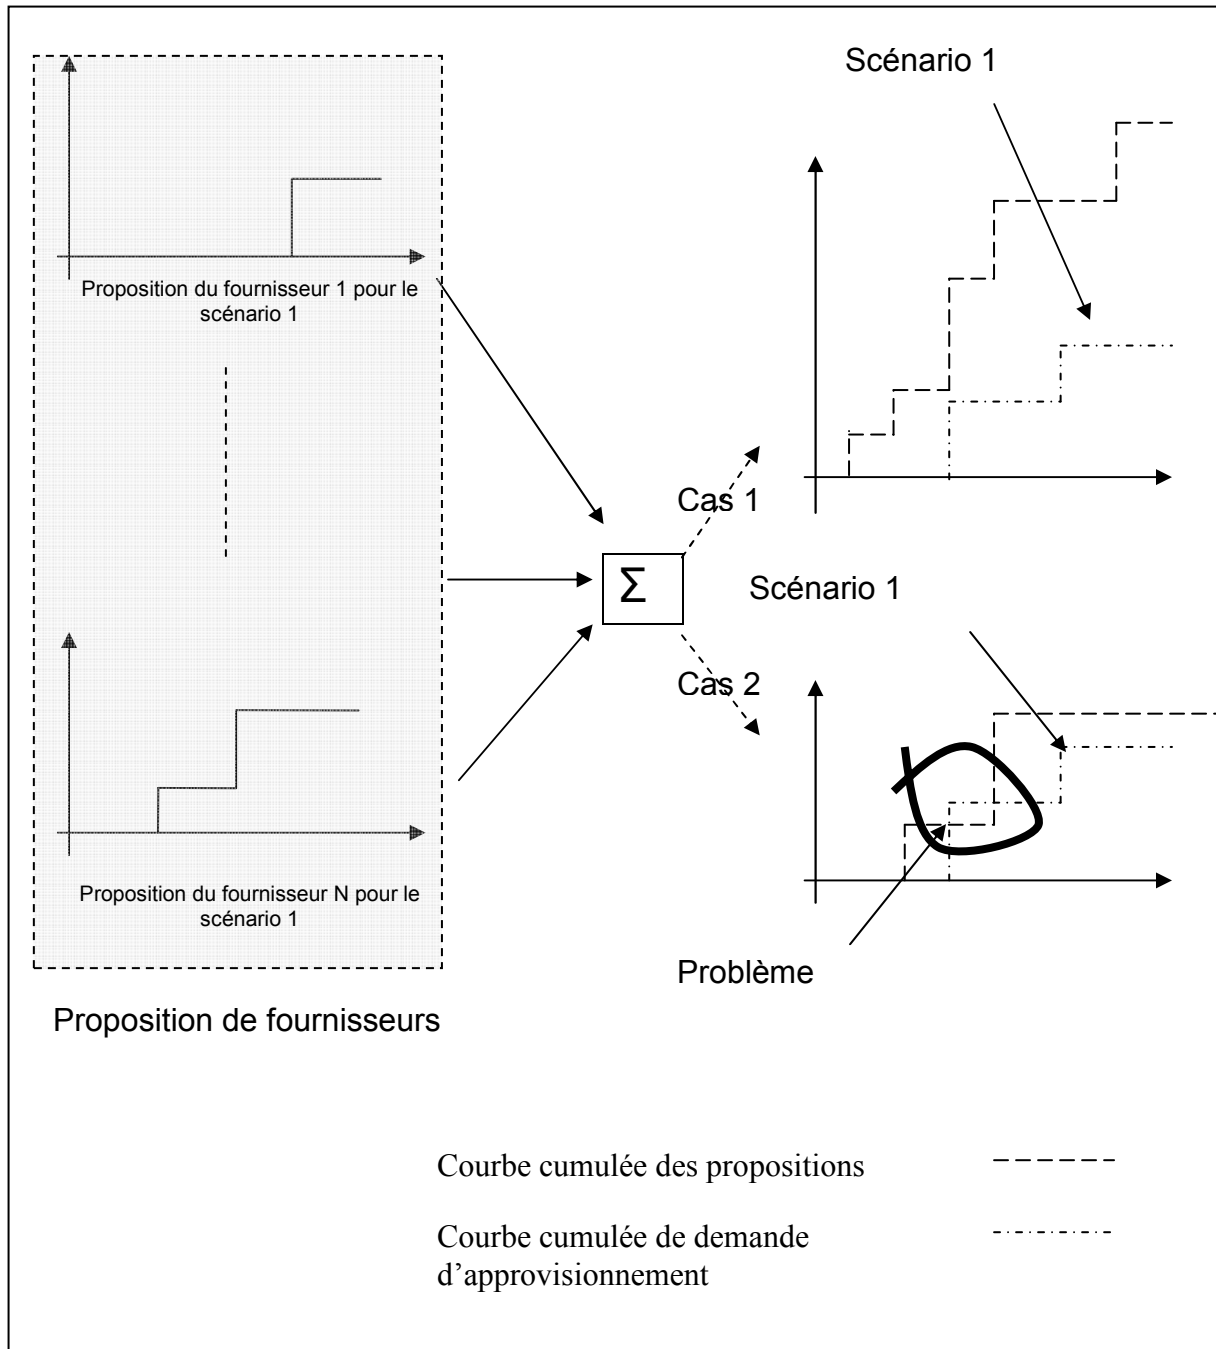 Scénario 1
Proposition du fournisseur 1 pour le
scénario 1
Cas 1
Σ
Scénario 1
Cas 2
Proposition du fournisseur N pour le
scénario 1
Problème
Proposition de fournisseurs
Courbe cumulée des propositions
Courbe cumulée de demande
d’approvisionnement